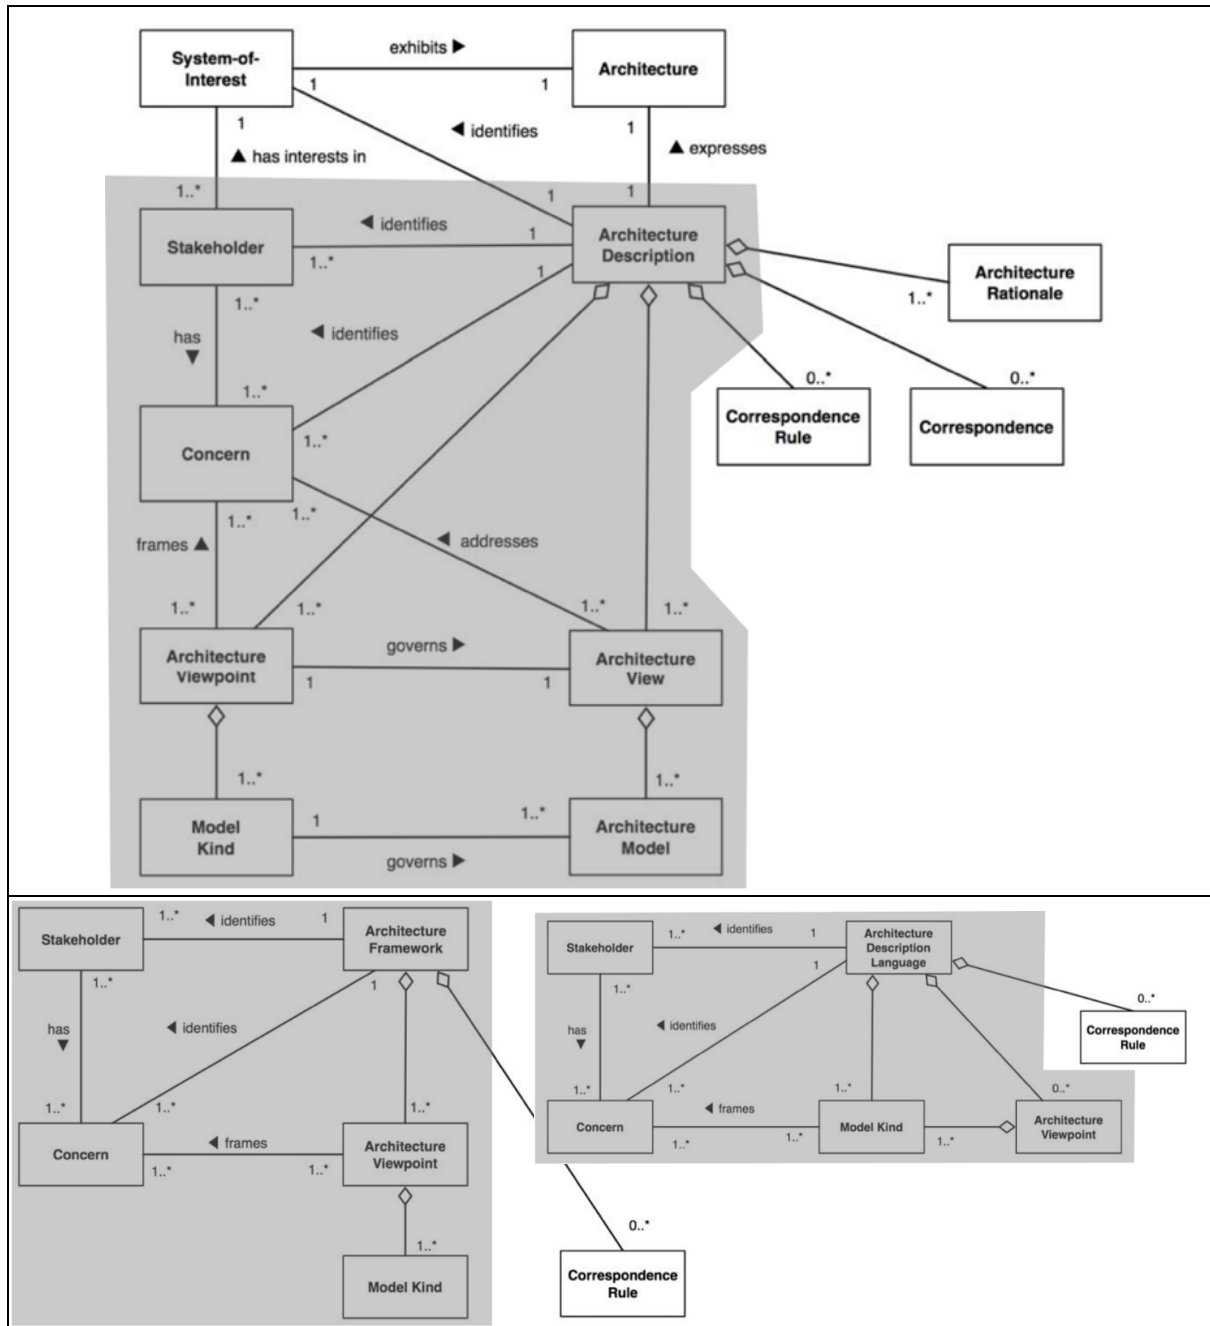 System-of-
Interest
exhibits ▶
Architecture
1
1
1
◀ identifies
1
▲ has interests in
▲ expresses
1..*
1
1
Stakeholder
◀ identifies
1
Architecture
Description
1..*
1
Architecture
Rationale
1..*
1..*
has
▼
◀ identifies
1..*
0..*
0..*
1..*
Correspondence
Rule
Correspondence
Concern
1..*
1..*
frames ▲
◀ addresses
1..*
1..*
1..*
1..*
Architecture
Viewpoint
governs ▶
Architecture
View
1
1
1..*
1..*
Model
Kind
1
1..*
Architecture
Model
governs ▶
Stakeholder
1..*
◀ identifies
1
Architecture
Framework
1..*
1
has
▼
◀ identifies
1..*
1..*
1..*
Concern
◀ frames
Architecture
Viewpoint
1..*
1..*
1..*
Model Kind
0..*
Correspondence
Rule
Stakeholder
1..*
◀ identifies
1
Architecture
Description
Language
1..*
1
0..*
has
▼
◀ identifies
Correspondence
Rule
1..*
1..*
1..*
0..*
Concern
◀ frames
Model Kind
Architecture
Viewpoint
1..*
1..*
1..*